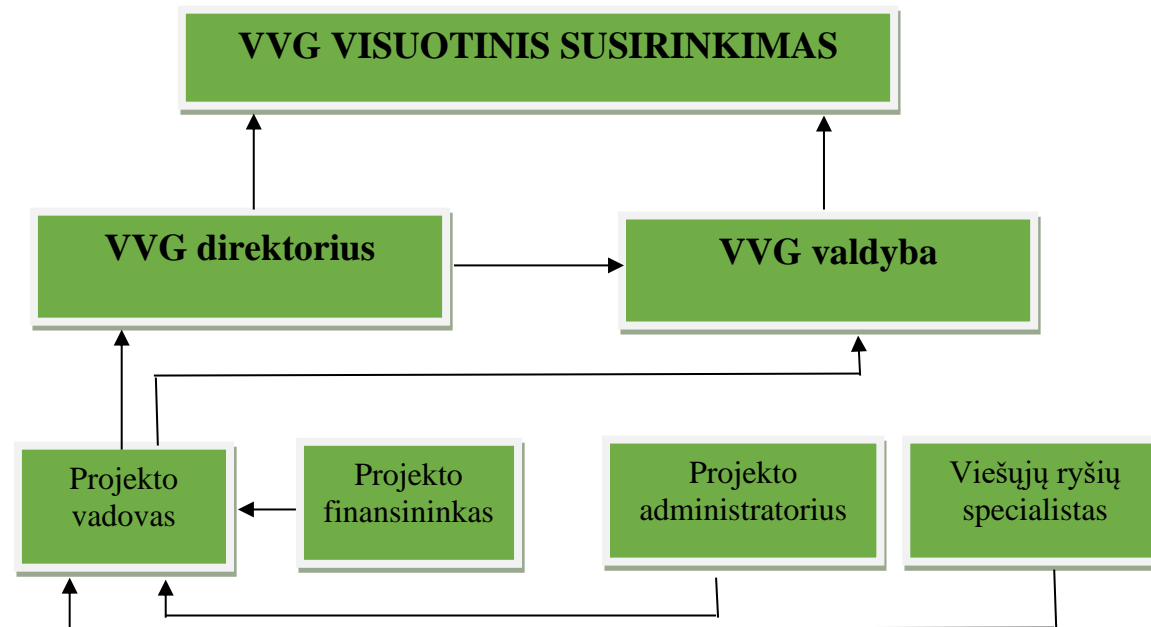 VVG VISUOTINIS SUSIRINKIMAS
VVG direktorius
VVG valdyba
Projekto
vadovas
Projekto
finansininkas
Projekto
administratorius
Viešųjų ryšių
specialistas